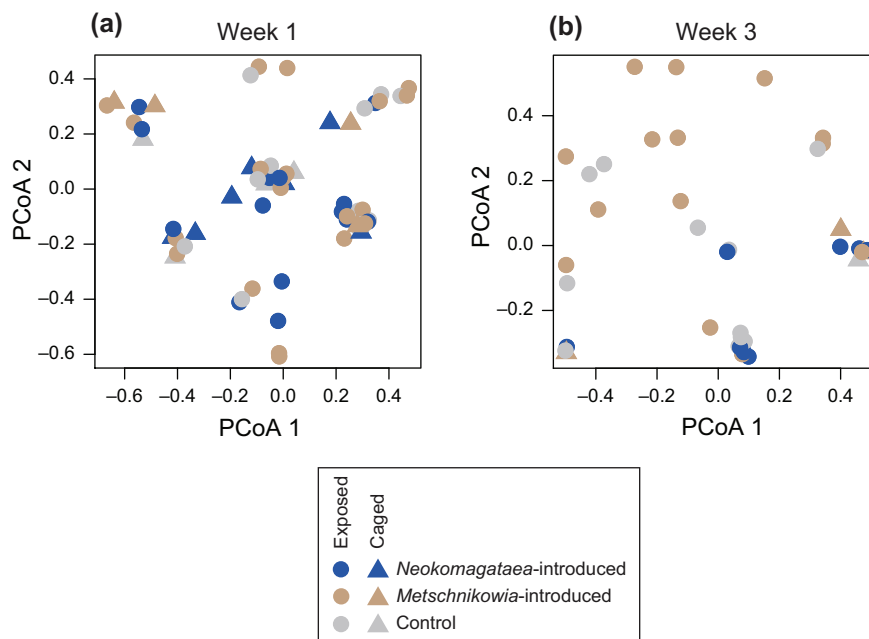 (a)
Week 1
PCoA 2
0.4
0.2
0.0
−0.2
−0.4
−0.6
−0.6
−0.4
−0.2
0.0
0.2
0.4
PCoA 1
(b)
Week 3
PCoA 2
0.4
0.2
0.0
−0.2
−0.4
−0.2
0.0
0.2
0.4
PCoA 1
Exposed
Caged
Neokomagataea-introduced
Metschnikowia-introduced
Control